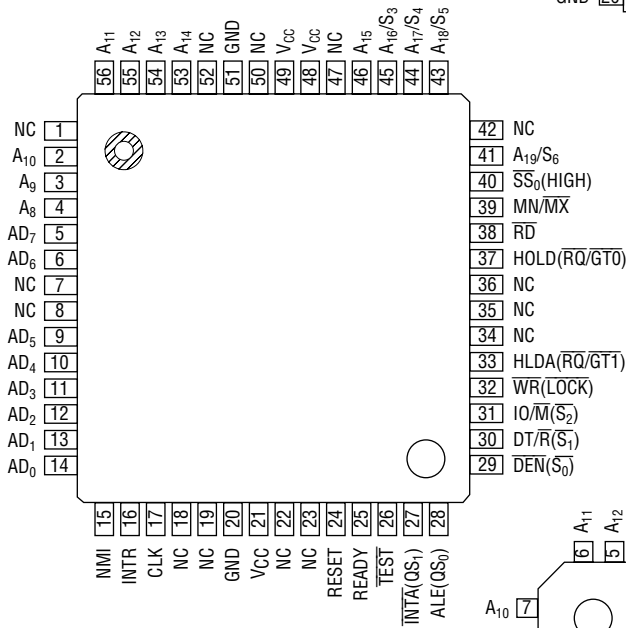 GND
A11
A12
A13
A14
NC
GND
NC
VCC
VCC
NC
A15
A16/S3
A17/S4
A18/S5
56 55 54 53 52 51 50 49 48 47 46 45 44 43
NC 1
A10 2
A9 3
A8 4
AD7 5
AD6 6
NC 7
NC 8
AD5 9
AD4 10
AD3 11
AD2 12
AD1 13
AD0 14
42 NC
41 A19/S6
40 SS0(HIGH)
39 MN/MX
38 RD
37 HOLD(RQ/GT0)
36 NC
35 NC
34 NC
33 HLDA(RQ/GT1)
32 WR(LOCK)
31 IO/M(S2)
30 DT/R(S1)
29 DEN(S0)
15 16 17 18 19 20 21 22 23 24 25 26 27 28
NMI
INTR
CLK
NC
NC
GND
VCC
NC
NC
RESET
READY
TEST
INTA(QS1)
ALE(QS0)
A11
A12
6 5
A10 7